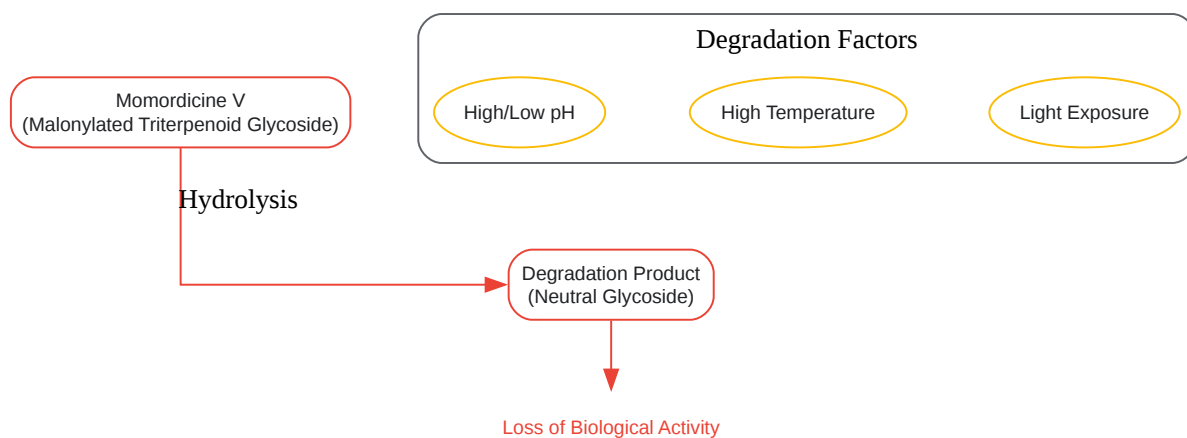 Degradation Factors
Momordicine V
(Malonylated Triterpenoid Glycoside)
High/Low pH
High Temperature
Light Exposure
Hydrolysis
Degradation Product
(Neutral Glycoside)
Loss of Biological Activity